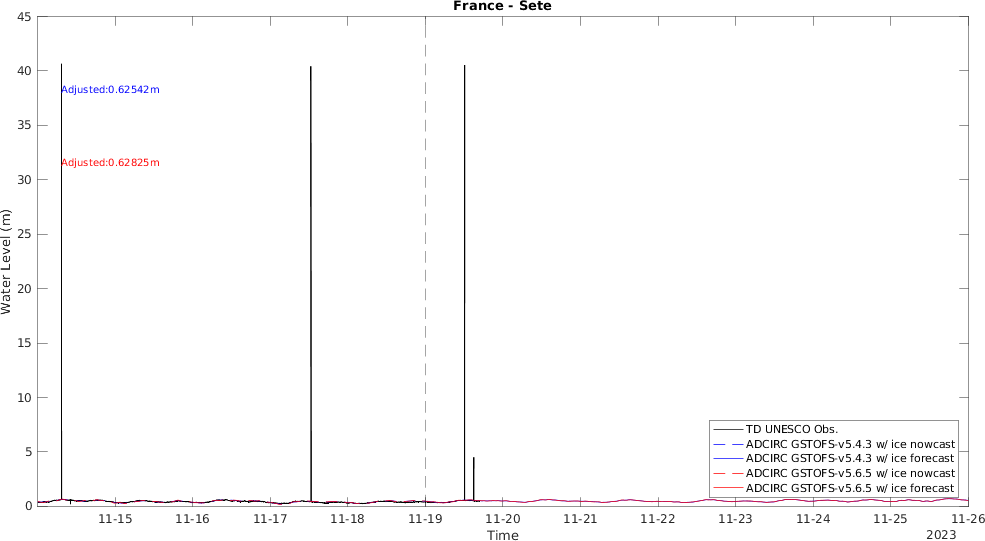 France - Sete
Water Level (m)
45
40
35
30
25
20
15
10
5
0
Adjusted:0.62542m
Adjusted:0.62825m
TD UNESCO Obs.
ADCIRC GSTOFS-v5.4.3 w/ ice nowcast
ADCIRC GSTOFS-v5.4.3 w/ ice forecast
ADCIRC GSTOFS-v5.6.5 w/ ice nowcast
ADCIRC GSTOFS-v5.6.5 w/ ice forecast
11-15 11-16 11-17 11-18 11-19 11-20 11-21 11-22 11-23 11-24 11-25 11-26
Time
2023